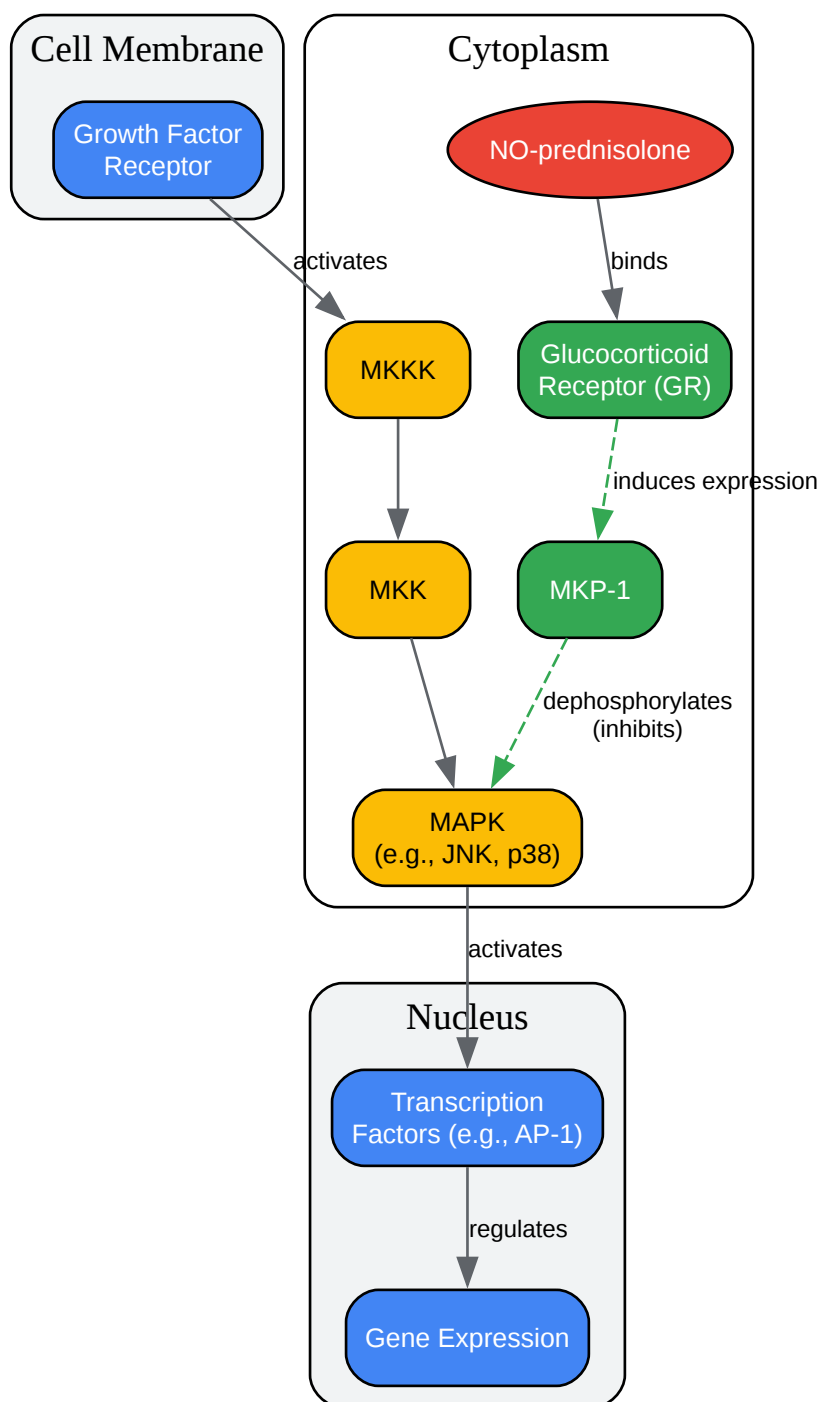 Cell Membrane
Cytoplasm
Growth Factor
Receptor
NO-prednisolone
activates
binds
MKKK
Glucocorticoid
Receptor (GR)
induces expression
MKK
MKP-1
dephosphorylates
(inhibits)
MAPK
(e.g., JNK, p38)
activates
Nucleus
Transcription
Factors (e.g., AP-1)
regulates
Gene Expression